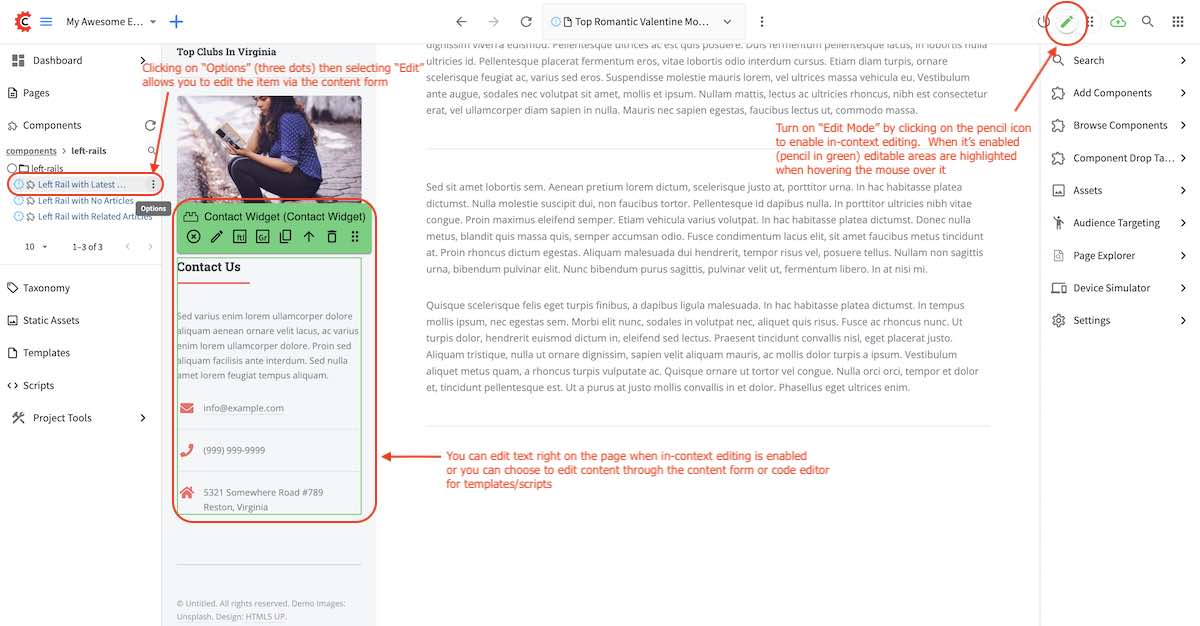 My Awesome E...
Top Romantic Valentine Mo...
Dashboard
Pages
Components
components > left-rails
left-rails
Left Rail with Latest ...
Left Rail with No Articles
Left Rail with Related Articles
Options
10
1–3 of 3
Taxonomy
Static Assets
Templates
Scripts
Project Tools
Top Clubs In Virginia
Clicking on "Options" (three dots) then selecting "Edit"
allows you to edit the item via the content form
Contact Widget (Contact Widget)
ftl
Gr
Contact Us
Sed varius enim lorem ullamcorper dolore
aliquam aenean ornare velit lacus, ac varius
enim lorem ullamcorper dolore. Proin sed
aliquam facilisis ante interdum. Sed nulla
amet lorem feugiat tempus aliquam.
info@example.com
(999) 999-9999
5321 Somewhere Road #789
Reston, Virginia
© Untitled. All rights reserved. Demo Images:
Unsplash. Design: HTML5 UP.
dignissim viverra euismod. Pellentesque ultrices ac est quis posuere. Duis fermentum pellentesque lacus, in lobortis nulla
ultricies id. Pellentesque placerat fermentum eros, vitae lobortis odio interdum cursus. Etiam diam turpis, ornare
scelerisque feugiat ac, varius sed eros. Suspendisse molestie mauris lorem, vel ultrices massa vehicula eu. Vestibulum
ante augue, sodales nec volutpat sit amet, mollis et ipsum. Nullam mattis, lectus ac ultricies rhoncus, nibh est consectetur
erat, vel ullamcorper diam sapien in nulla. Mauris nec sapien egestas, faucibus lectus ut, commodo massa.
Turn on "Edit Mode" by clicking on the pencil icon
to enable in-context editing. When it's enabled
(pencil in green) editable areas are highlighted
when hovering the mouse over it
Sed sit amet lobortis sem. Aenean pretium lorem dictum, scelerisque justo at, porttitor urna. In hac habitasse platea
dictumst. Nulla molestie suscipit dui, non faucibus tortor. Pellentesque id dapibus nulla. In porttitor ultricies nibh vitae
congue. Proin maximus eleifend semper. Etiam vehicula varius volutpat. In hac habitasse platea dictumst. Donec nulla
metus, blandit quis massa quis, semper accumsan odio. Fusce condimentum lacus elit, sit amet faucibus metus tincidunt
at. Proin rhoncus dictum egestas. Aliquam malesuada dui hendrerit, tempor risus vel, posuere tellus. Nullam non sagittis
urna, bibendum pulvinar elit. Nunc bibendum purus sagittis, pulvinar velit ut, fermentum libero. In at nisi mi.
Quisque scelerisque felis eget turpis finibus, a dapibus ligula malesuada. In hac habitasse platea dictumst. In tempus
mollis ipsum, nec egestas sem. Morbi elit nunc, sodales in volutpat nec, aliquet quis risus. Fusce ac rhoncus nunc. Ut
turpis dolor, hendrerit euismod dictum in, eleifend sed lectus. Praesent tincidunt convallis nisl, eget placerat justo.
Aliquam tristique, nulla ut ornare dignissim, sapien velit aliquam mauris, ac mollis dolor turpis a ipsum. Vestibulum
aliquet metus quam, a rhoncus turpis vulputate ac. Quisque ornare ut tortor vel congue. Nulla orci orci, tempor et dolor
et, tincidunt pellentesque est. Ut a purus at justo mollis convallis in et dolor. Phasellus eget ultrices enim.
You can edit text right on the page when in-context editing is enabled
or you can choose to edit content through the content form or code editor
for templates/scripts
Search
Add Components
Browse Components
Component Drop Ta...
Assets
Audience Targeting
Page Explorer
Device Simulator
Settings